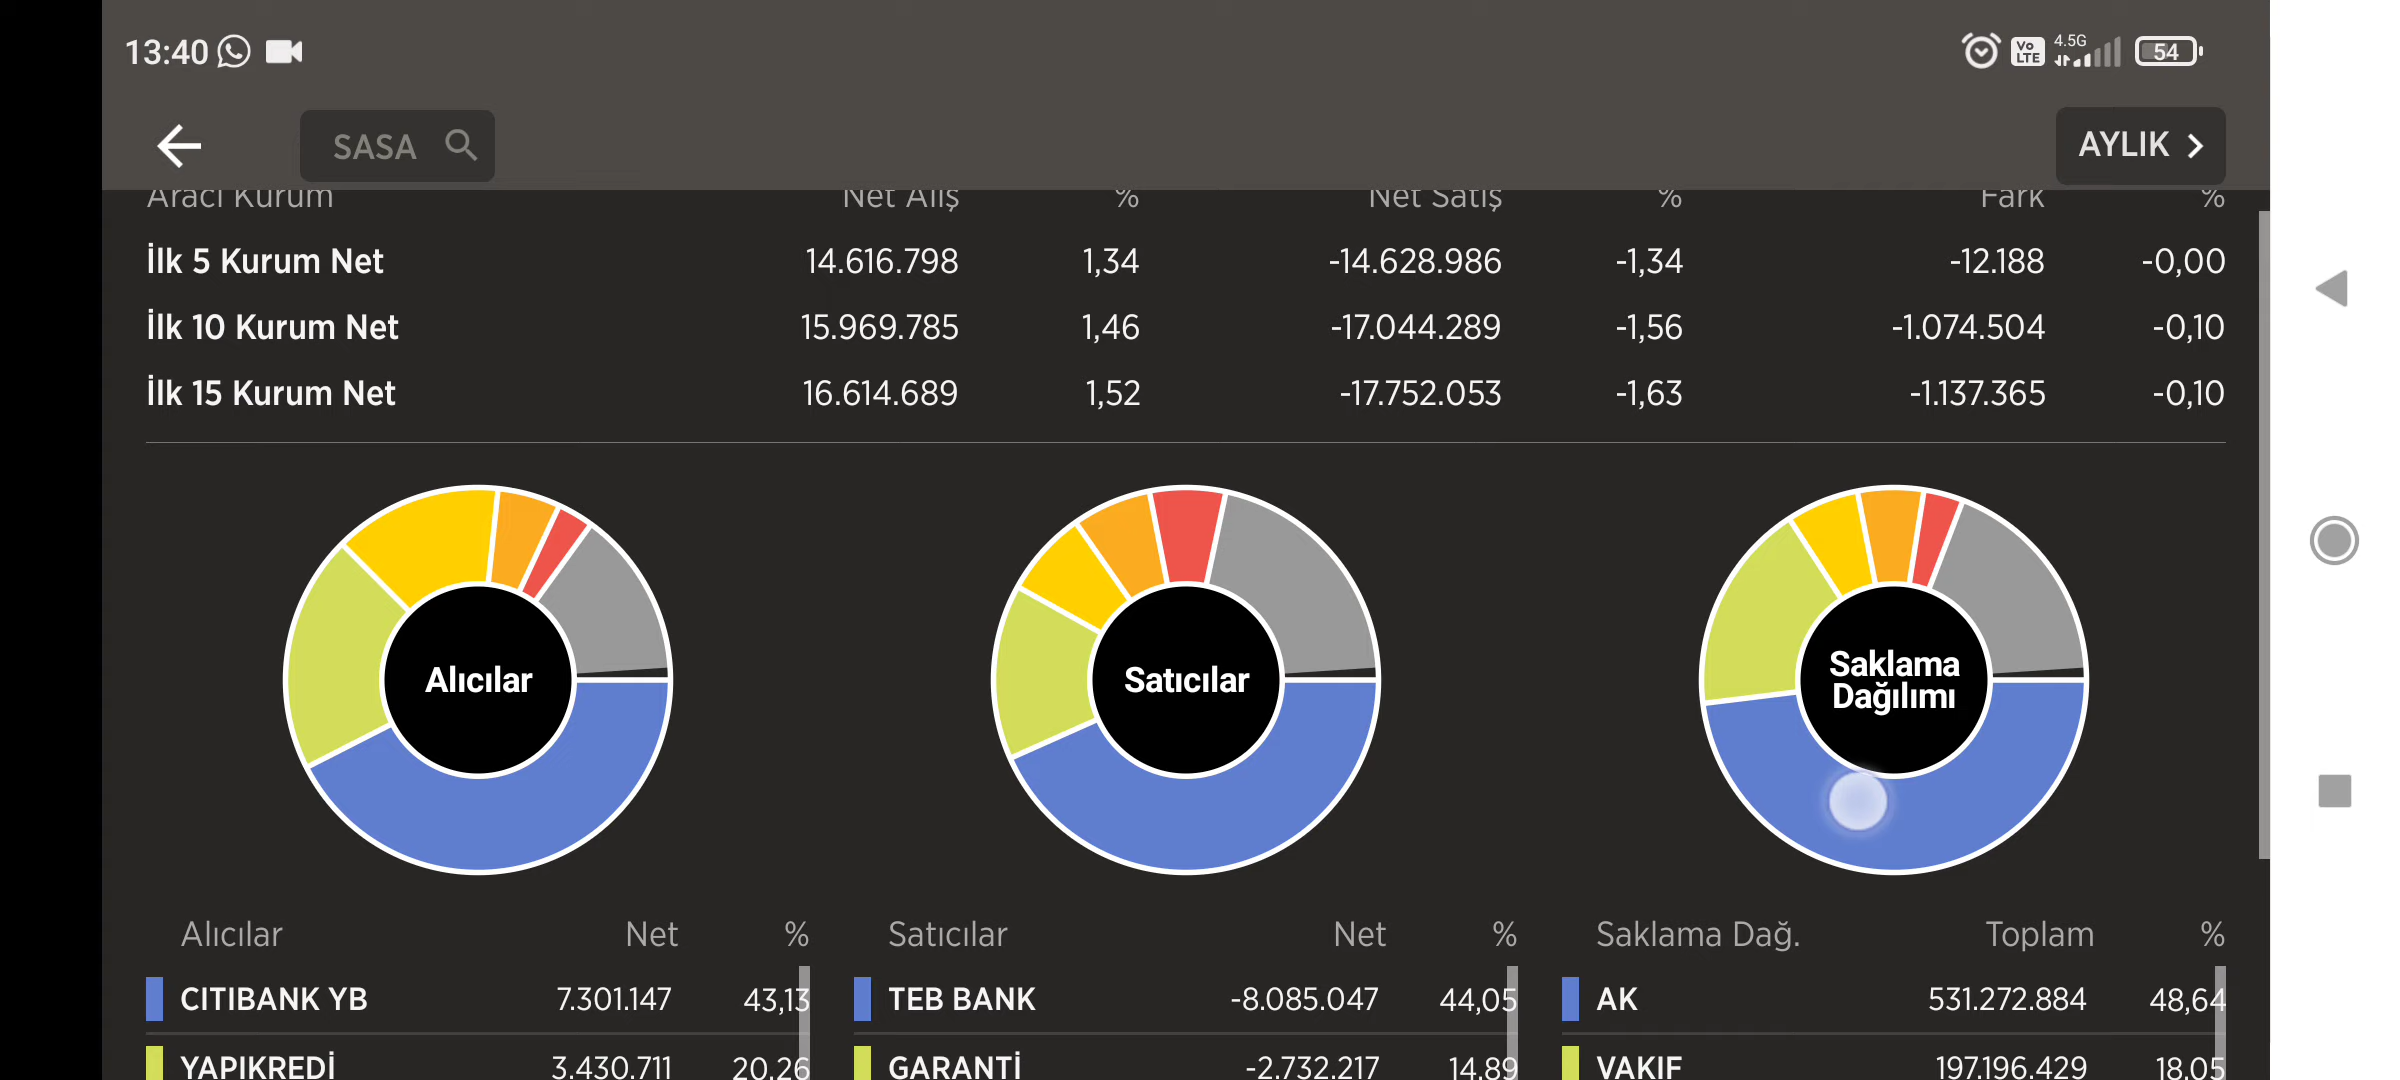 13:40 Vo LTE 4.5G 54
SASA AYLIK
Aracı Kurum Net Alış % Net Satış % Fark %
İlk 5 Kurum Net 14.616.798 1,34 -14.628.986 -1,34 -12.188 -0,00
İlk 10 Kurum Net 15.969.785 1,46 -17.044.289 -1,56 -1.074.504 -0,10
İlk 15 Kurum Net 16.614.689 1,52 -17.752.053 -1,63 -1.137.365 -0,10
Alıcılar
Satıcılar
Saklama
Dağılımı
Alıcılar Net %
CITIBANK YB 7.301.147 43,13
YAPIKREDİ 3.430.711 20,26
Satıcılar Net %
TEB BANK -8.085.047 44,05
GARANTİ -2.732.217 14,89
Saklama Dağ. Toplam %
AK 531.272.884 48,64
VAKIF 197.196.429 18,05